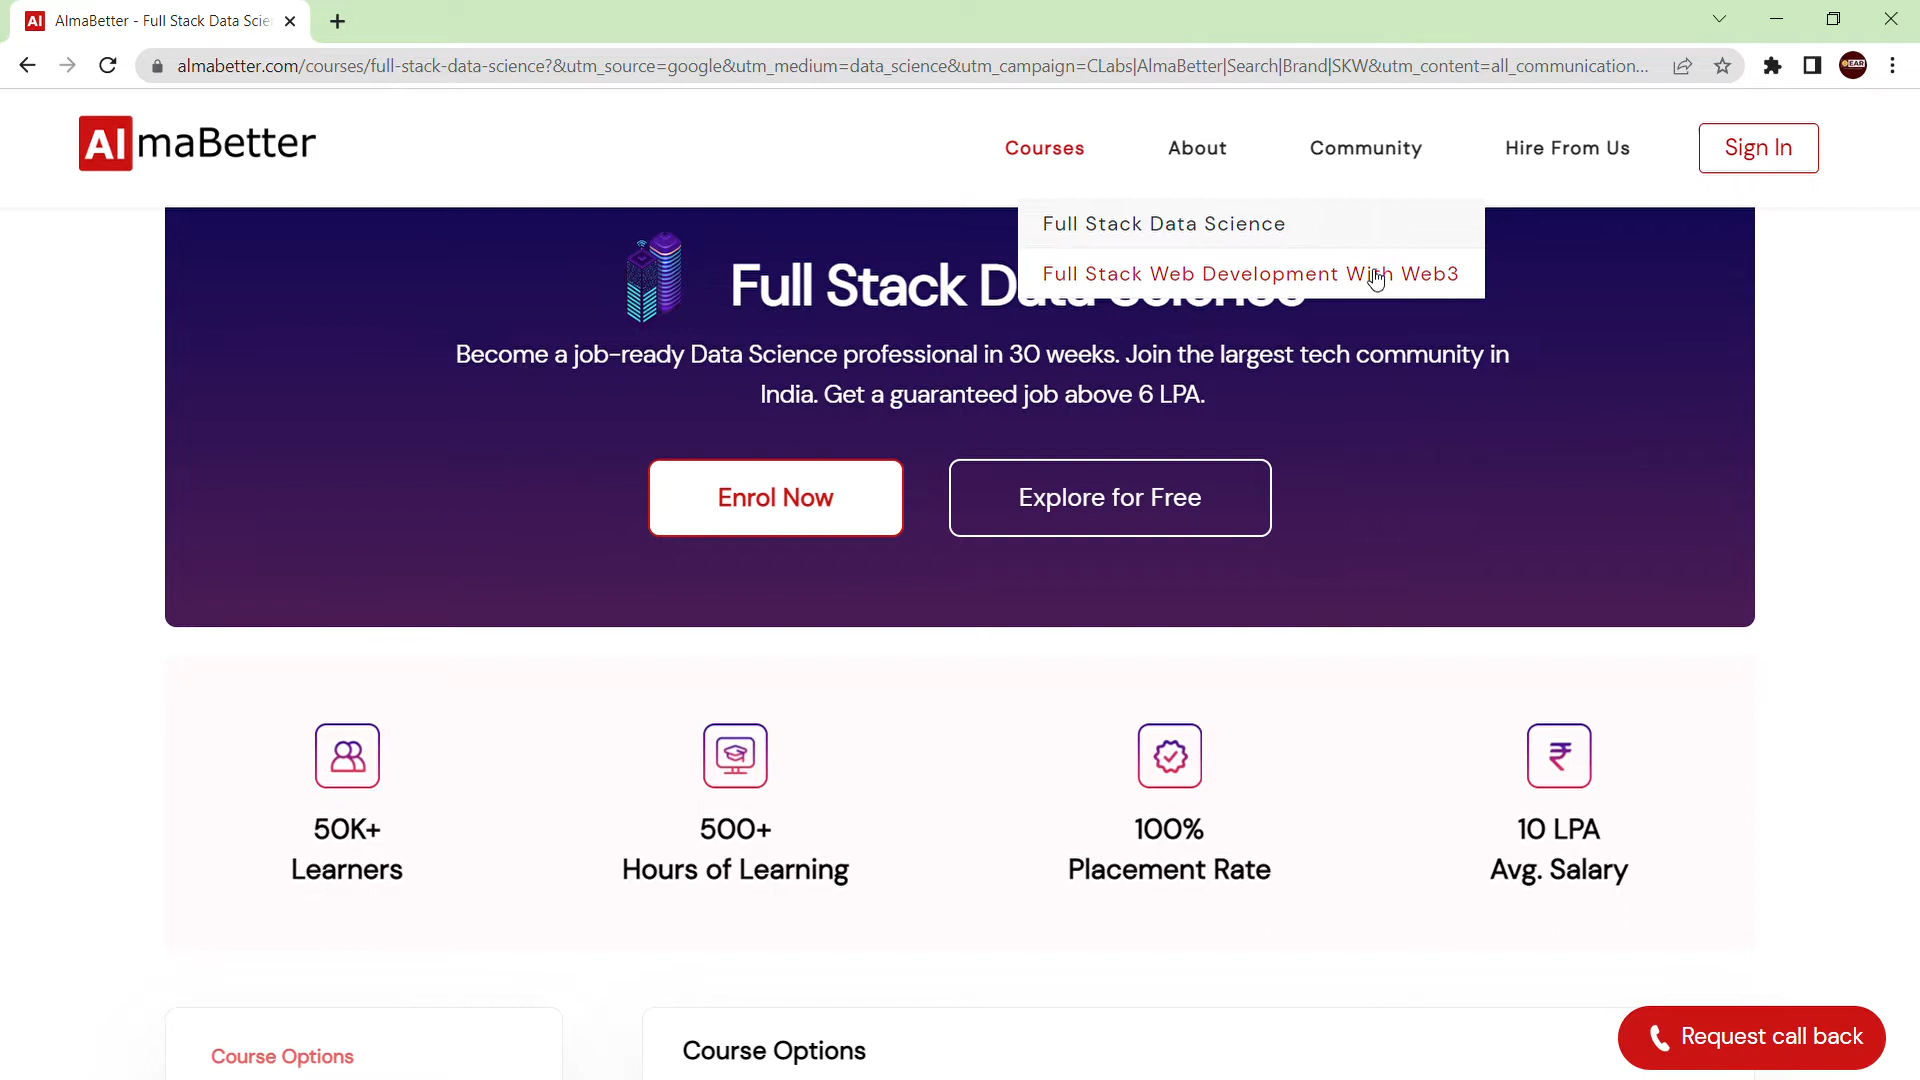 AlmaBetter - Full Stack Data Scie
almabetter.com/courses/full-stack-data-science?&utm_source=google&utm_medium=data_science&utm_campaign=CLabs|AlmaBetter|Search|Brand|SKW&utm_content=all_communication...
AlmaBetter
Courses
About
Community
Hire From Us
Sign In
Full Stack Data Science
Full Stack Web Development With Web3
Full Stack Data Science
Become a job-ready Data Science professional in 30 weeks. Join the largest tech community in
India. Get a guaranteed job above 6 LPA.
Enrol Now
Explore for Free
50K+
Learners
500+
Hours of Learning
100%
Placement Rate
10 LPA
Avg. Salary
Course Options
Course Options
Request call back